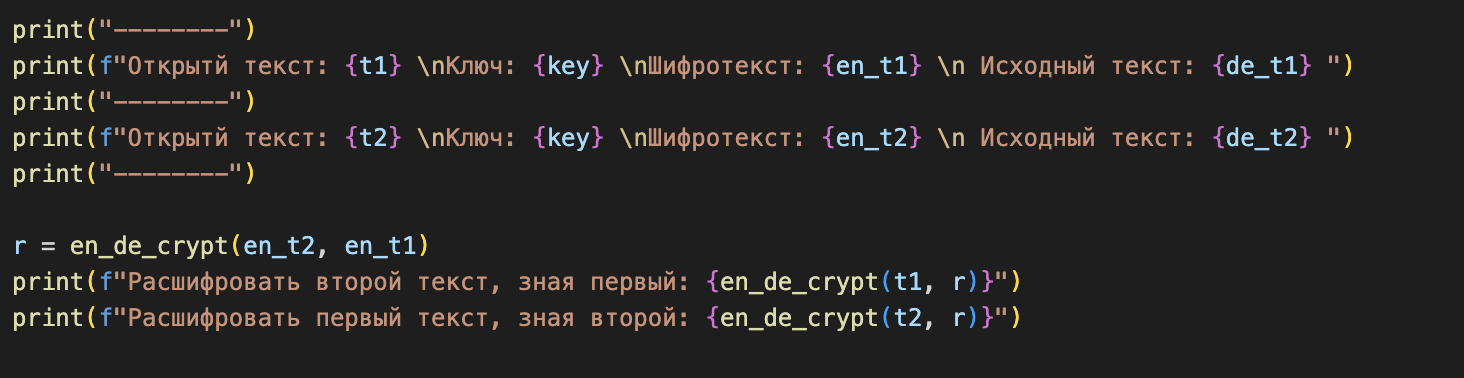 print("--------")
print(f"Открытй текст: {t1} \nКлюч: {key} \nШифротекст: {en_t1} \n Исходный текст: {de_t1} ")
print("--------")
print(f"Открытй текст: {t2} \nКлюч: {key} \nШифротекст: {en_t2} \n Исходный текст: {de_t2} ")
print("--------")
r = en_de_crypt(en_t2, en_t1)
print(f"Расшифровать второй текст, зная первый: {en_de_crypt(t1, r)}")
print(f"Расшифровать первый текст, зная второй: {en_de_crypt(t2, r)}")